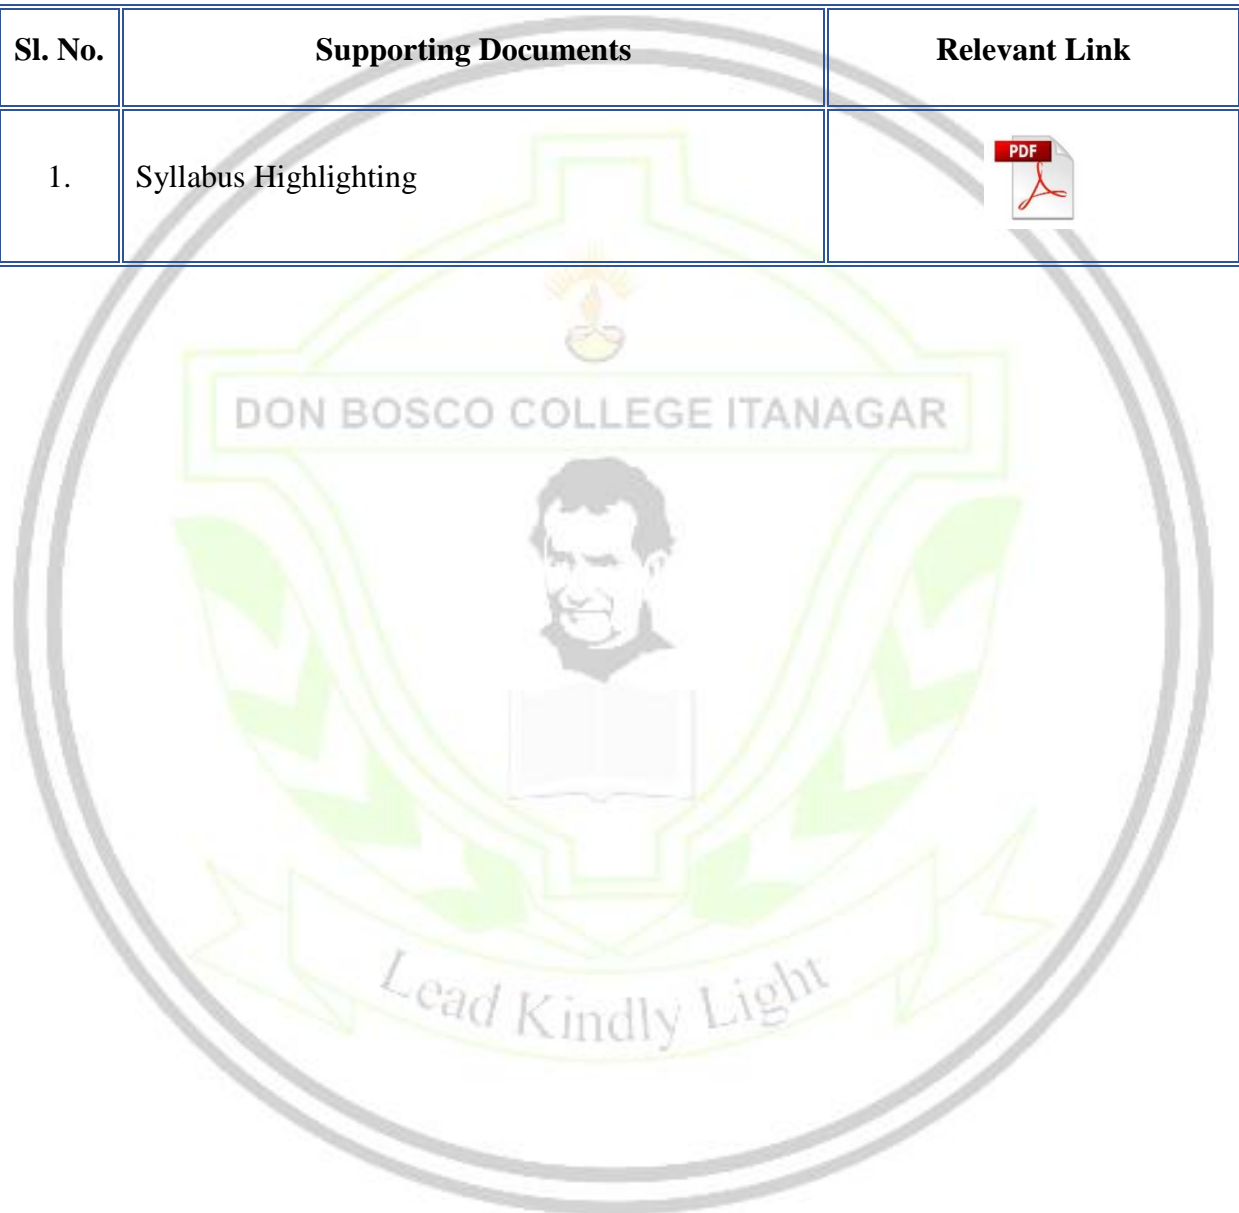 Sl. No. Supporting Documents Relevant Link
1. Syllabus Highlighting PDF
DON BOSCO COLLEGE ITANAGAR
Lead Kindly Light